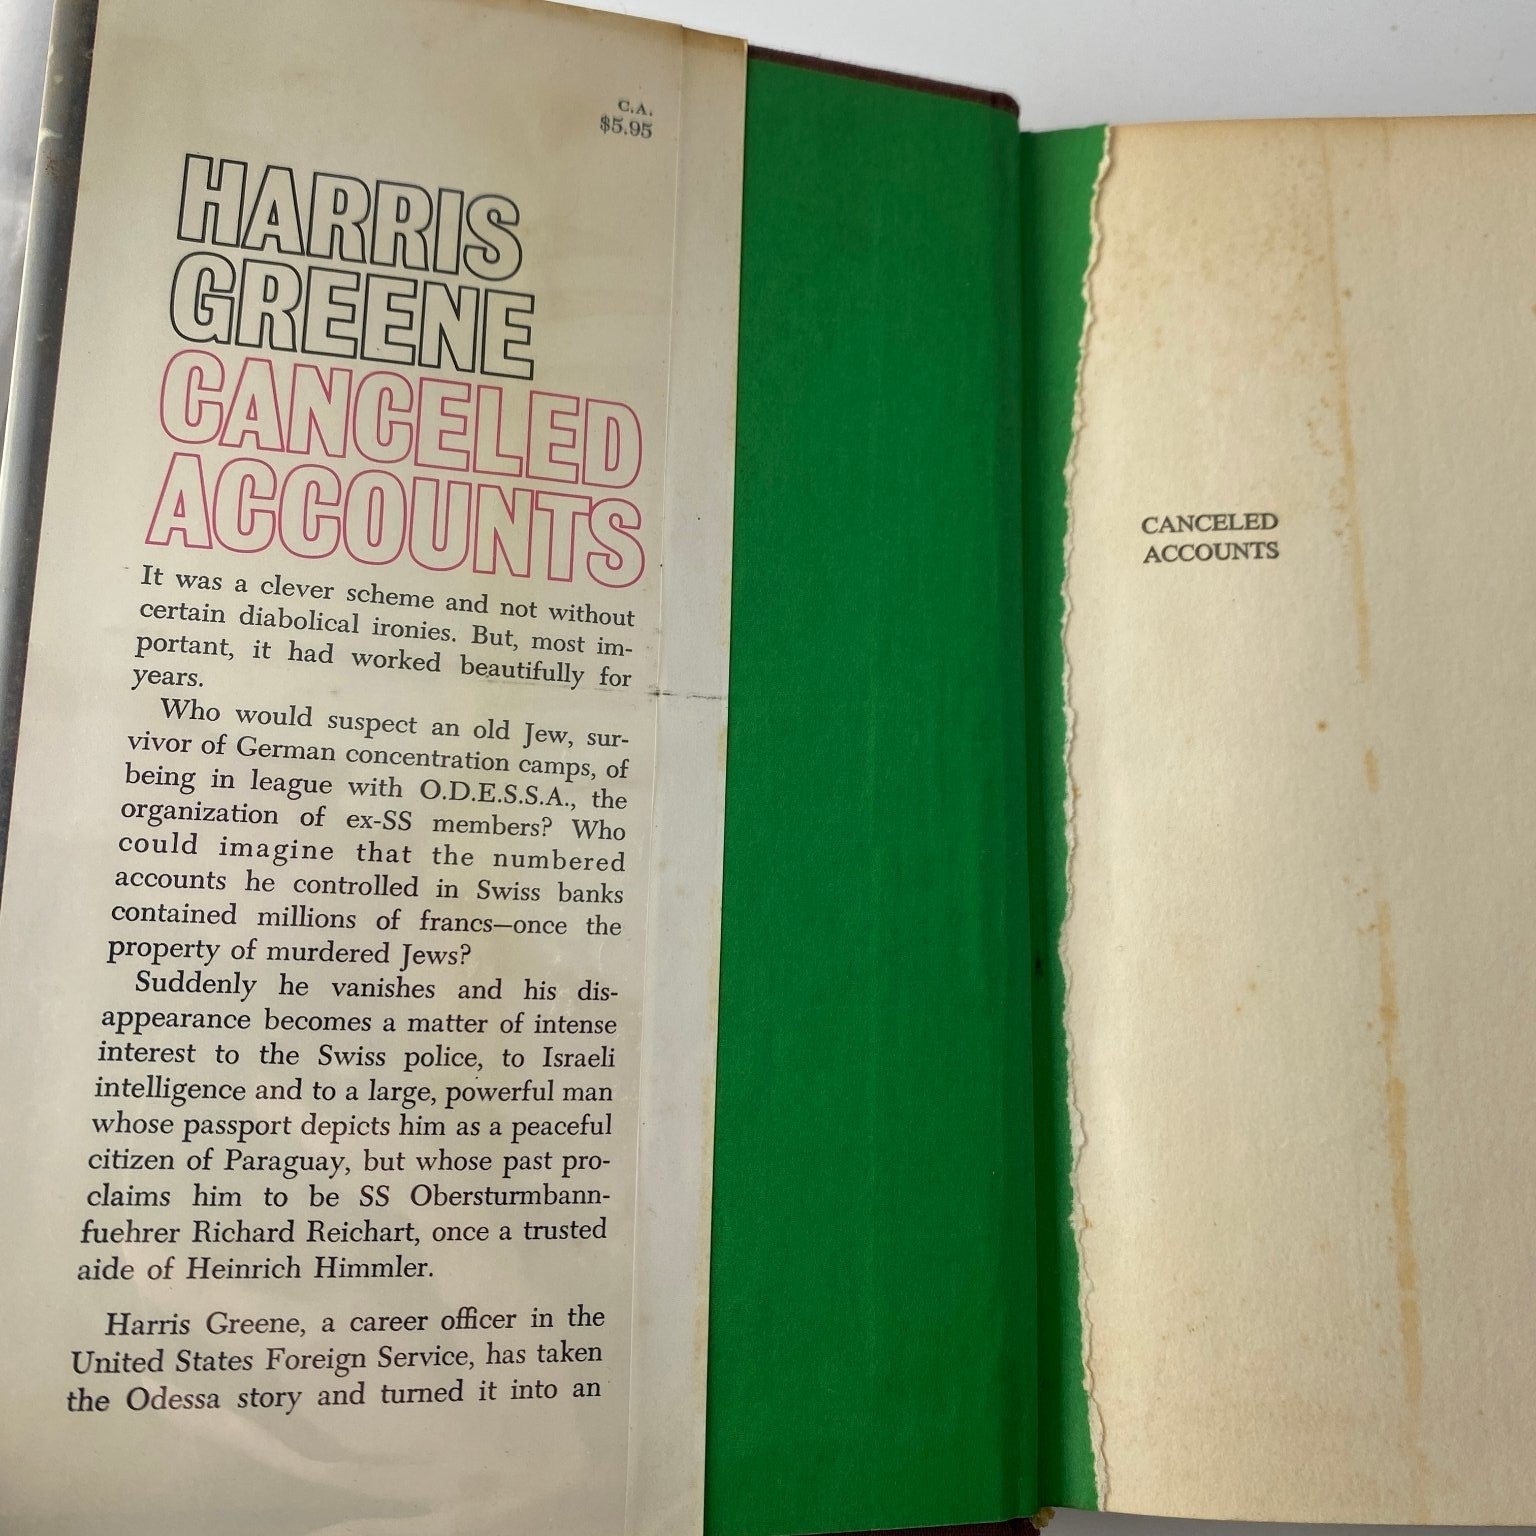 C.A.
$5.95
HARRIS
GREENE
CANCELED
ACCOUNTS
It was a clever scheme and not without
certain diabolical ironies. But, most im-
portant, it had worked beautifully for
years.
Who would suspect an old Jew, sur-
vivor of German concentration camps, of
being in league with O.D.E.S.S.A., the
organization of ex-SS members? Who
could imagine that the numbered
accounts he controlled in Swiss banks
contained millions of francs—once the
property of murdered Jews?
Suddenly he vanishes and his dis-
appearance becomes a matter of intense
interest to the Swiss police, to Israeli
intelligence and to a large, powerful man
whose passport depicts him as a peaceful
citizen of Paraguay, but whose past pro-
claims him to be SS Obersturmbann-
fuehrer Richard Reichart, once a trusted
aide of Heinrich Himmler.
Harris Greene, a career officer in the
United States Foreign Service, has taken
the Odessa story and turned it into an
CANCELED
ACCOUNTS